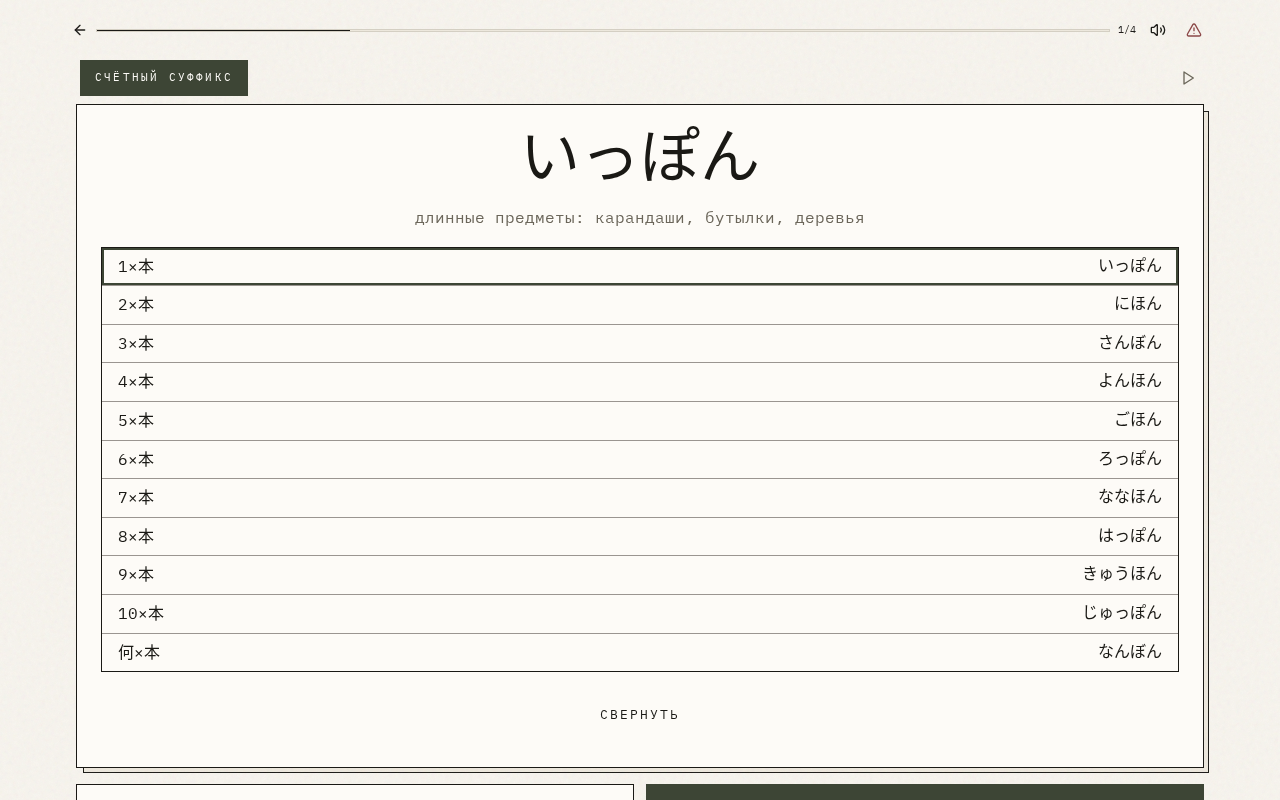 1/4
СЧЁТНЫЙ СУФФИКС
いっぽん
длинные предметы: карандаши, бутылки, деревья
1×本 いっぽん
2×本 にほん
3×本 さんぼん
4×本 よんほん
5×本 ごほん
6×本 ろっぽん
7×本 ななほん
8×本 はっぽん
9×本 きゅうほん
10×本 じゅっぽん
何×本 なんぼん
СВЕРНУТЬ